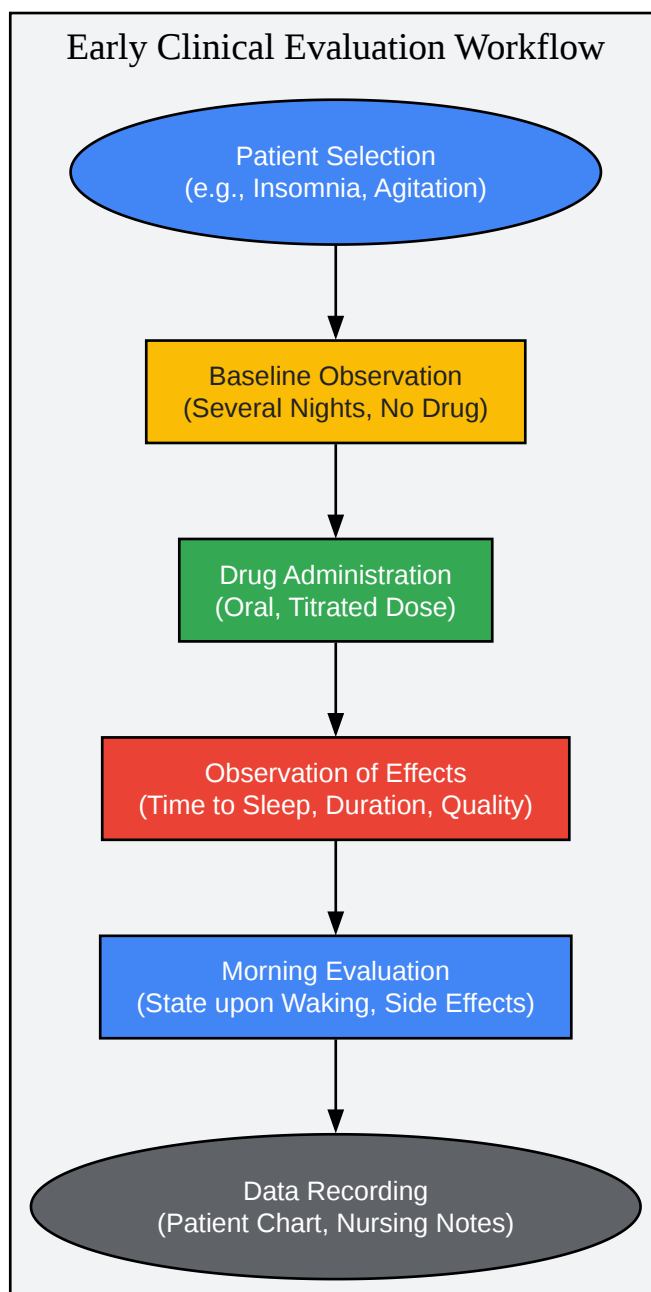 Early Clinical Evaluation Workflow
Patient Selection
(e.g., Insomnia, Agitation)
Baseline Observation
(Several Nights, No Drug)
Drug Administration
(Oral, Titrated Dose)
Observation of Effects
(Time to Sleep, Duration, Quality)
Morning Evaluation
(State upon Waking, Side Effects)
Data Recording
(Patient Chart, Nursing Notes)